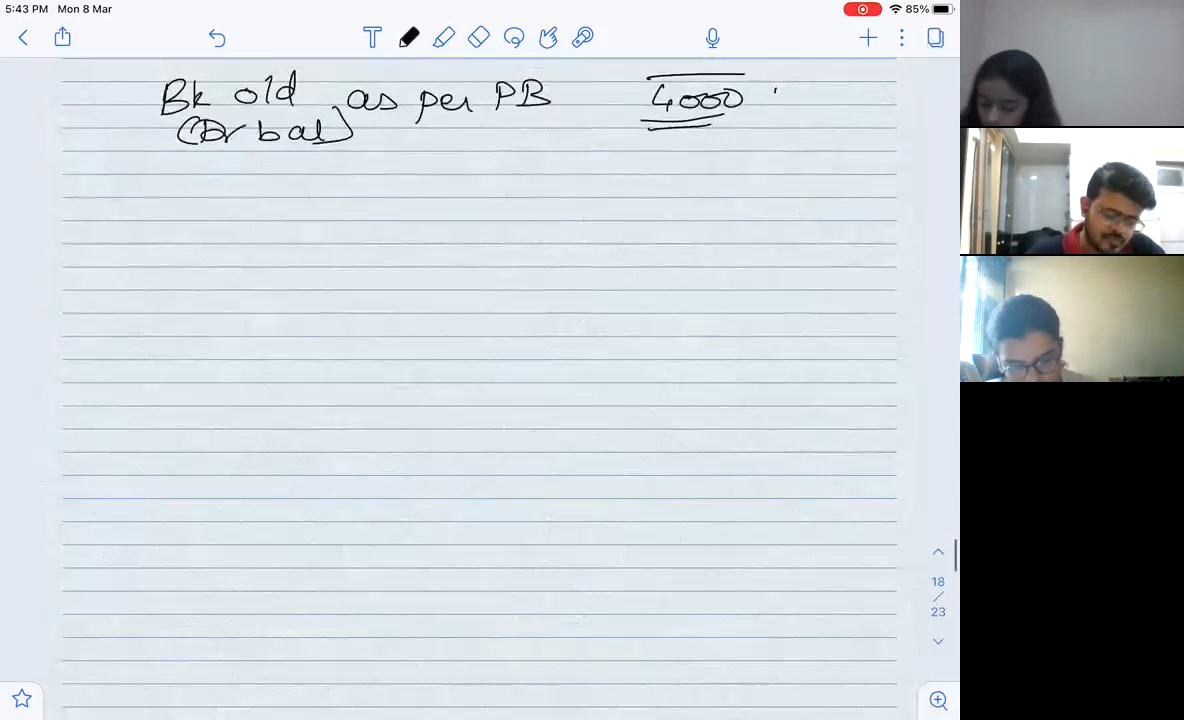 5:43 PM Mon 8 Mar
85%
T
Bk old as per PB 4000
(Dr bal)
18
/
23